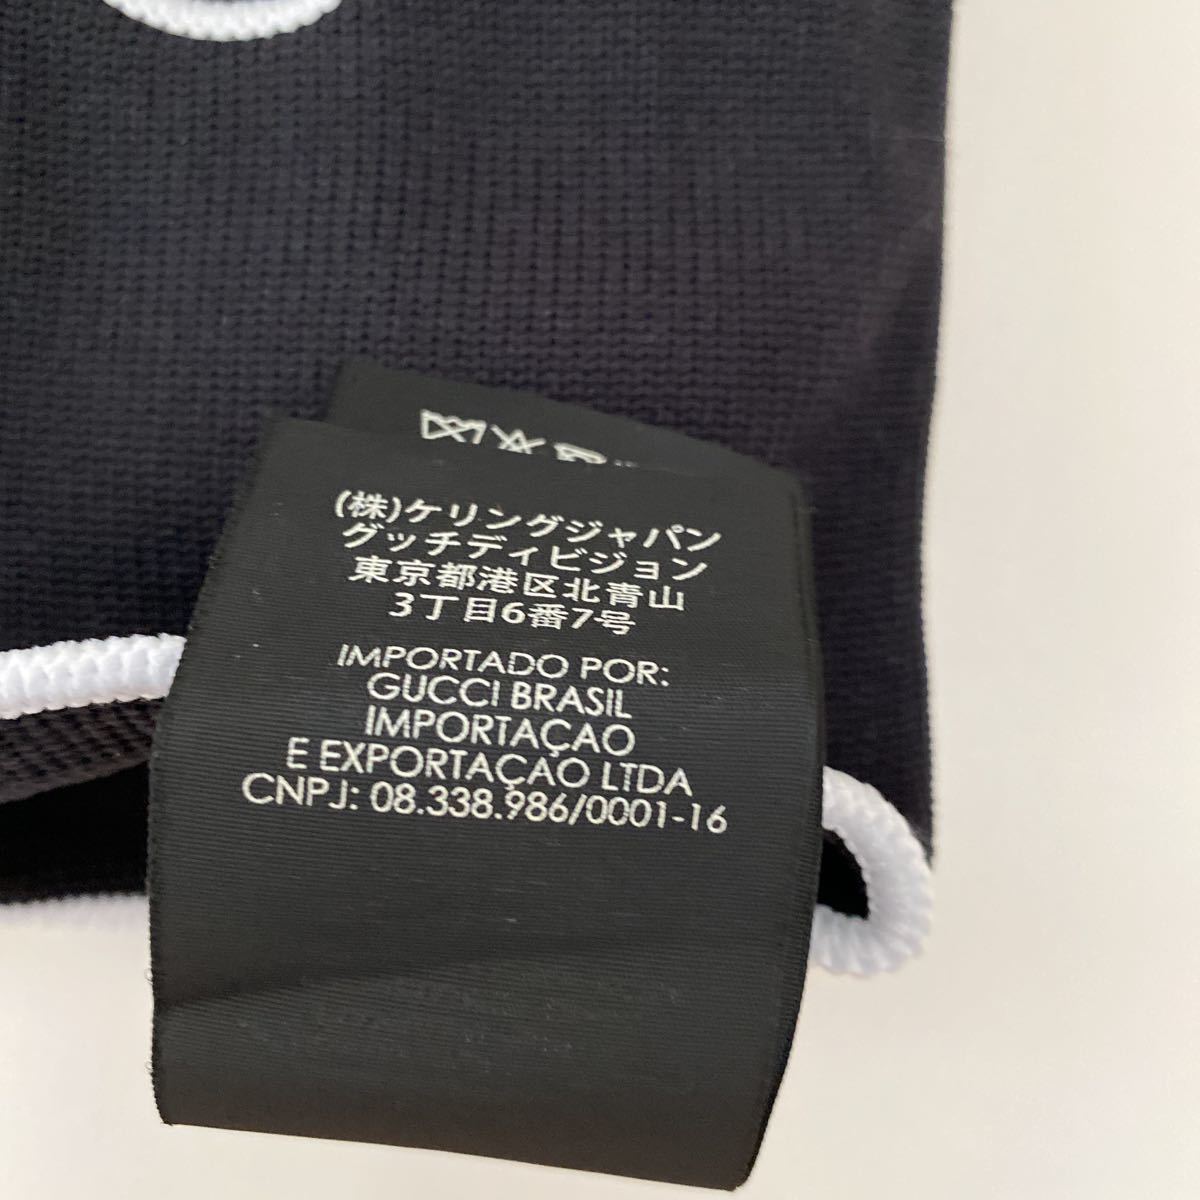 (株)ケリングジャパン
グッチディビジョン
東京都港区北青山
3丁目6番7号
IMPORTADO POR:
GUCCI BRASIL
IMPORTAÇAO
E EXPORTAÇAO LTDA
CNPJ: 08.338.986/0001-16